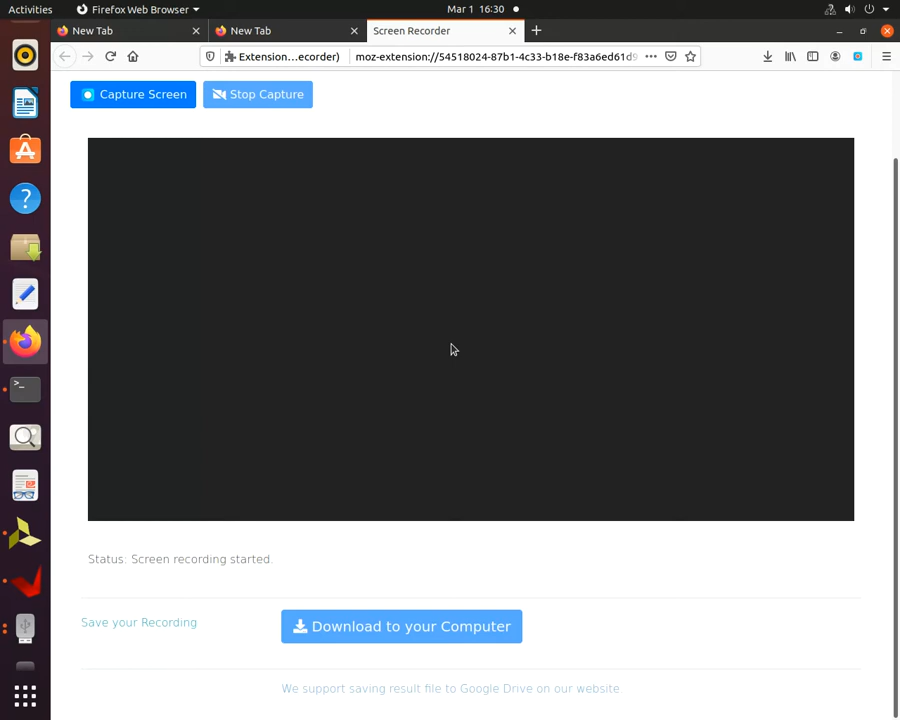 Activities
Firefox Web Browser
Mar 1 16:30
New Tab
New Tab
Screen Recorder
Extension...ecorder)
moz-extension://54518024-87b1-4c33-b18e-f83a6ed61d9
Capture Screen
Stop Capture
Status: Screen recording started.
Save your Recording
Download to your Computer
We support saving result file to Google Drive on our website